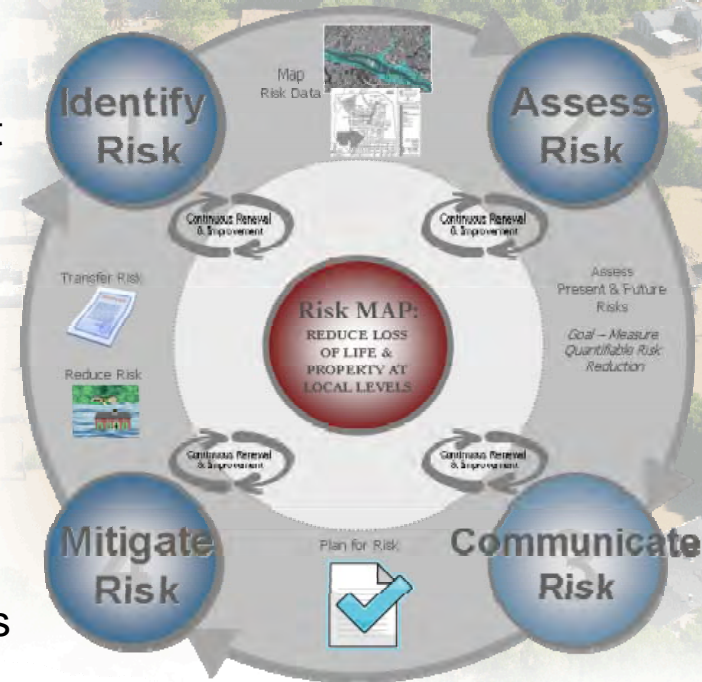 Identify
Risk
Map
Risk Data
Assess
Risk
t
Continuous Renewal
& Improvement
Continuous Renewal
& Improvement
Transfer Risk
Reduce Risk
Risk MAP:
REDUCE LOSS
OF LIFE &
PROPERTY AT
LOCAL LEVELS
Assess
Present & Future
Risks
Goal – Measure
Quantifiable Risk
Reduction
Continuous Renewal
& Improvement
Continuous Renewal
& Improvement
Mitigate
Risk
Plan for Risk
Communicate
Risk
s